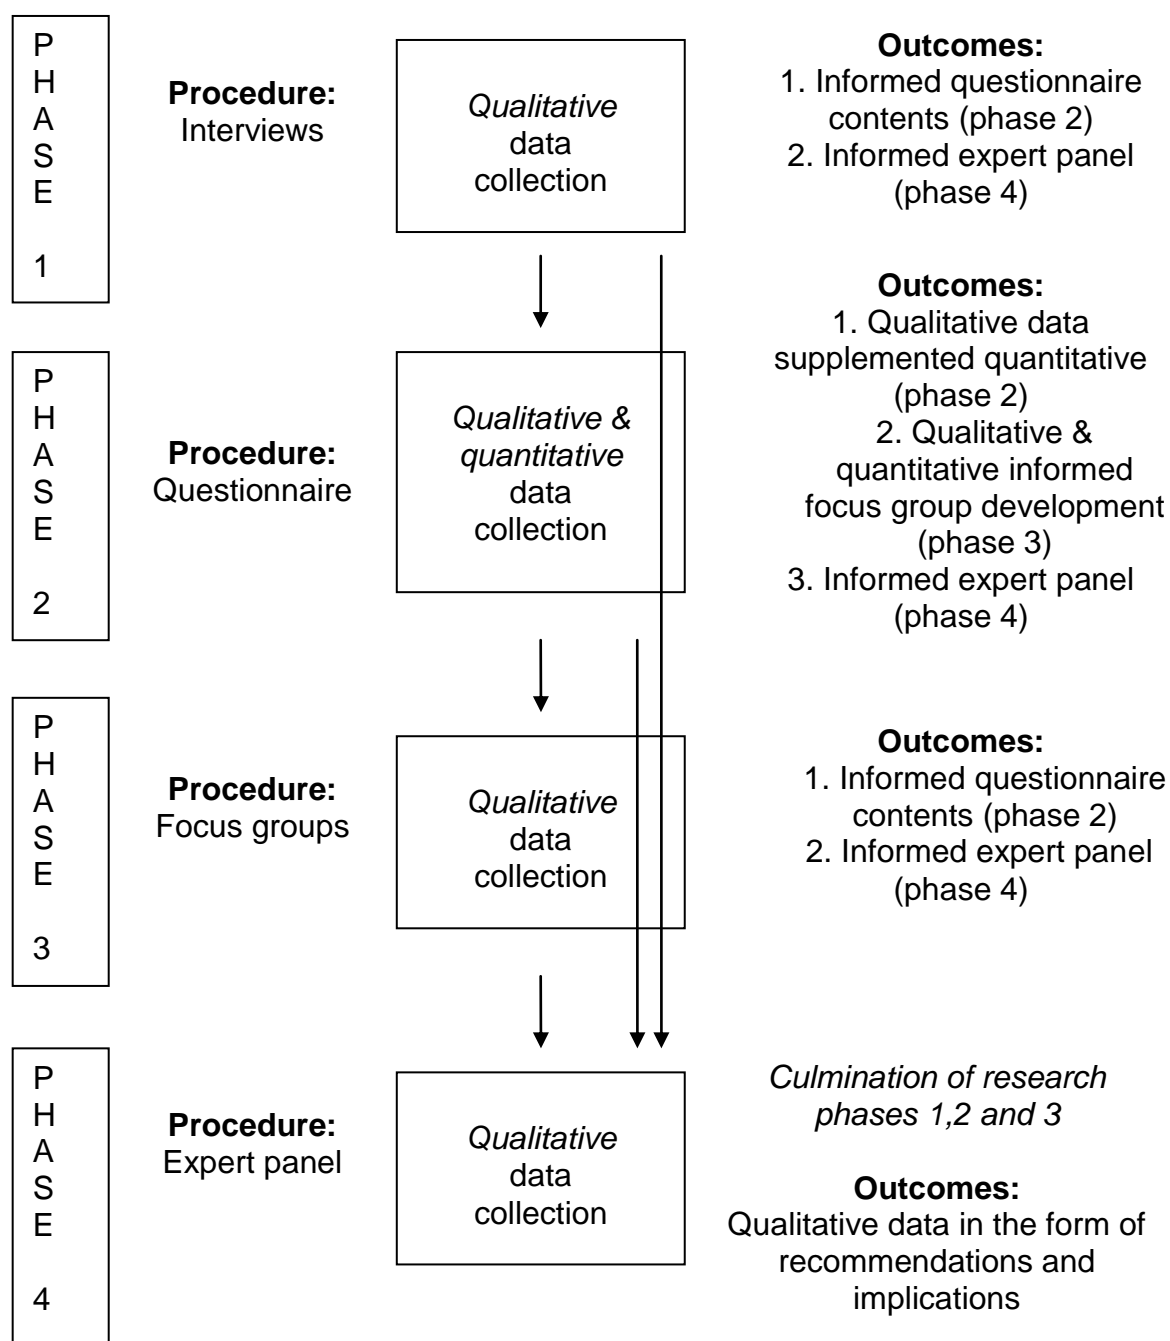 PHASE 1
Procedure:
Interviews
Qualitative
data
collection
Outcomes:
1. Informed questionnaire
contents (phase 2)
2. Informed expert panel
(phase 4)
PHASE 2
Procedure:
Questionnaire
Qualitative &
quantitative
data
collection
Outcomes:
1. Qualitative data
supplemented quantitative
(phase 2)
2. Qualitative &
quantitative informed
focus group development
(phase 3)
3. Informed expert panel
(phase 4)
PHASE 3
Procedure:
Focus groups
Qualitative
data
collection
Outcomes:
1. Informed questionnaire
contents (phase 2)
2. Informed expert panel
(phase 4)
PHASE 4
Procedure:
Expert panel
Qualitative
data
collection
Culmination of research
phases 1,2 and 3
Outcomes:
Qualitative data in the form of
recommendations and
implications